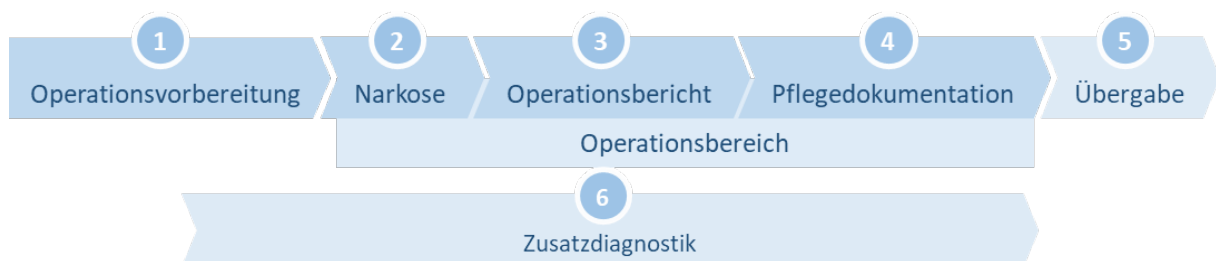 1
2
3
4
5
Operationsvorbereitung
Narkose
Operationsbericht
Pflegedokumentation
Übergabe
Operationsbereich
6
Zusatzdiagnostik